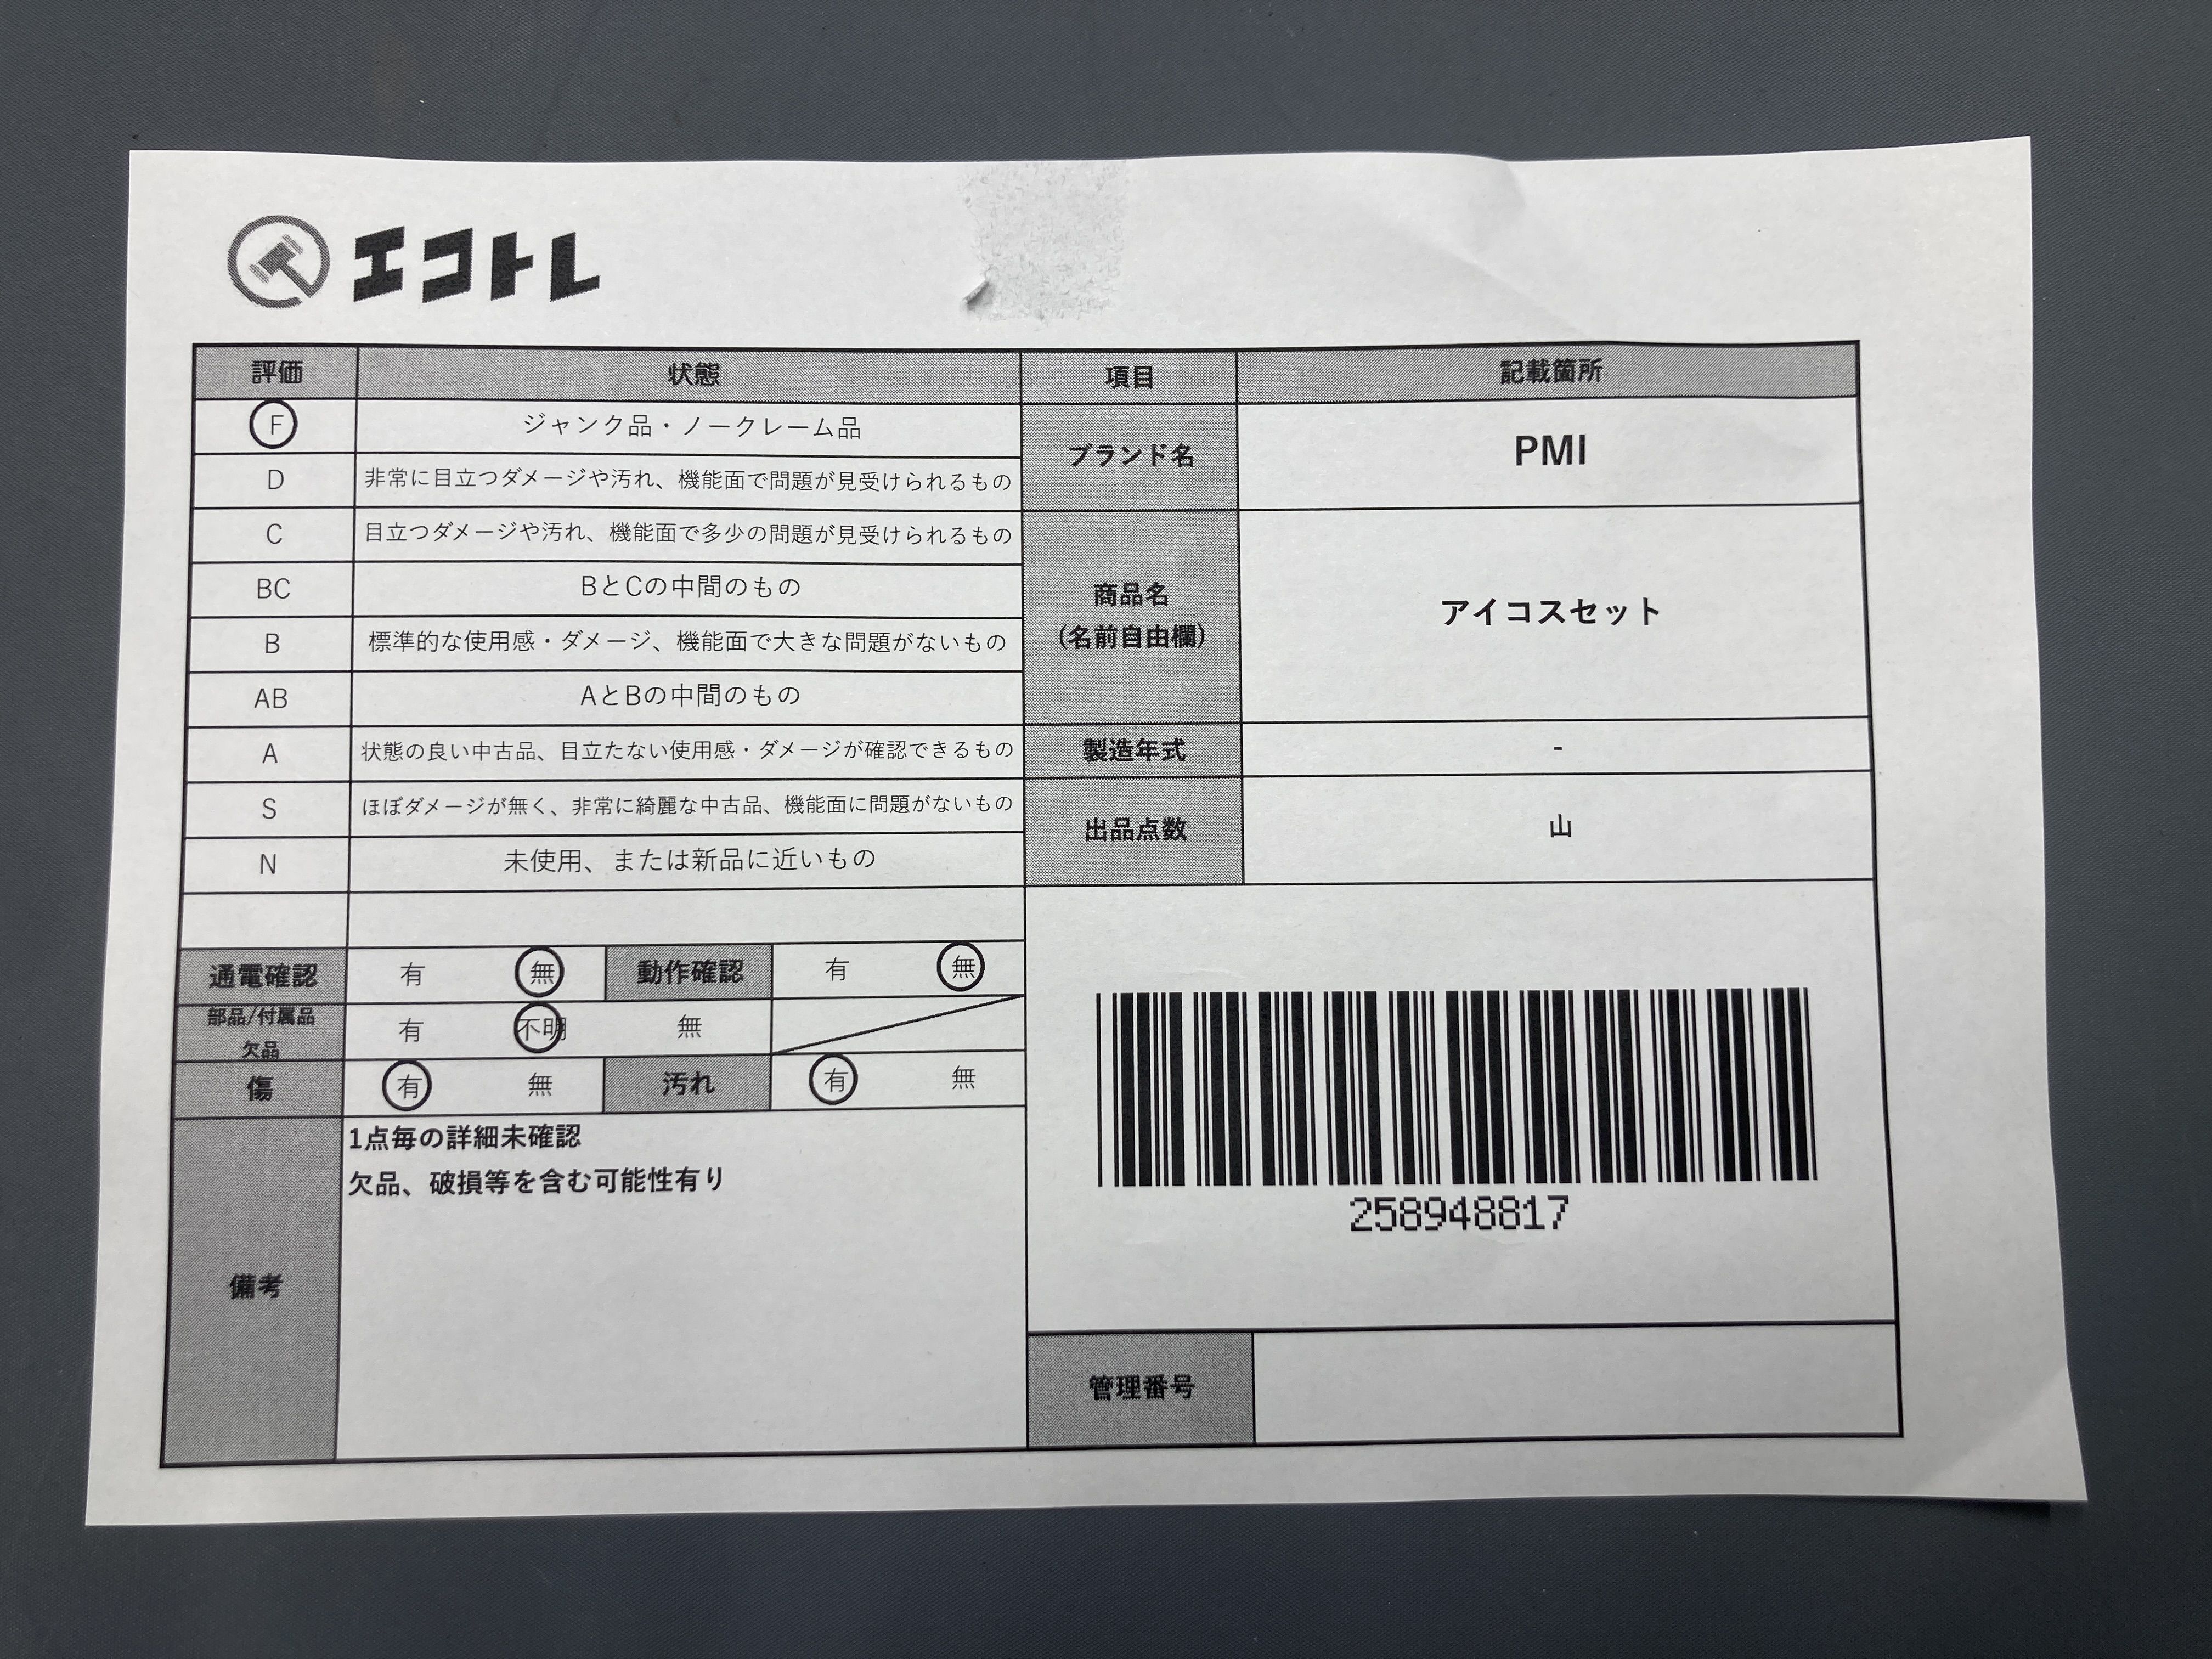 エコトレ
評価 状態 項目 記載箇所
F ジャンク品・ノークレーム品
D 非常に目立つダメージや汚れ、機能面で問題が見受けられるもの
C 目立つダメージや汚れ、機能面で多少の問題が見受けられるもの
BC BとCの中間のもの
B 標準的な使用感・ダメージ、機能面で大きな問題がないもの
AB AとBの中間のもの
A 状態の良い中古品、目立たない使用感・ダメージが確認できるもの
S ほぼダメージが無く、非常に綺麗な中古品、機能面に問題がないもの
N 未使用、または新品に近いもの
通電確認 有 無 動作確認 有 無
部品/付属品
欠品
有 不明 無
傷 有 無 汚れ 有 無
備考
1点毎の詳細未確認
欠品、破損等を含む可能性有り
ブランド名 PMI
商品名
(名前自由欄)
アイコスセット
製造年式 -
出品点数 山
258948817
管理番号